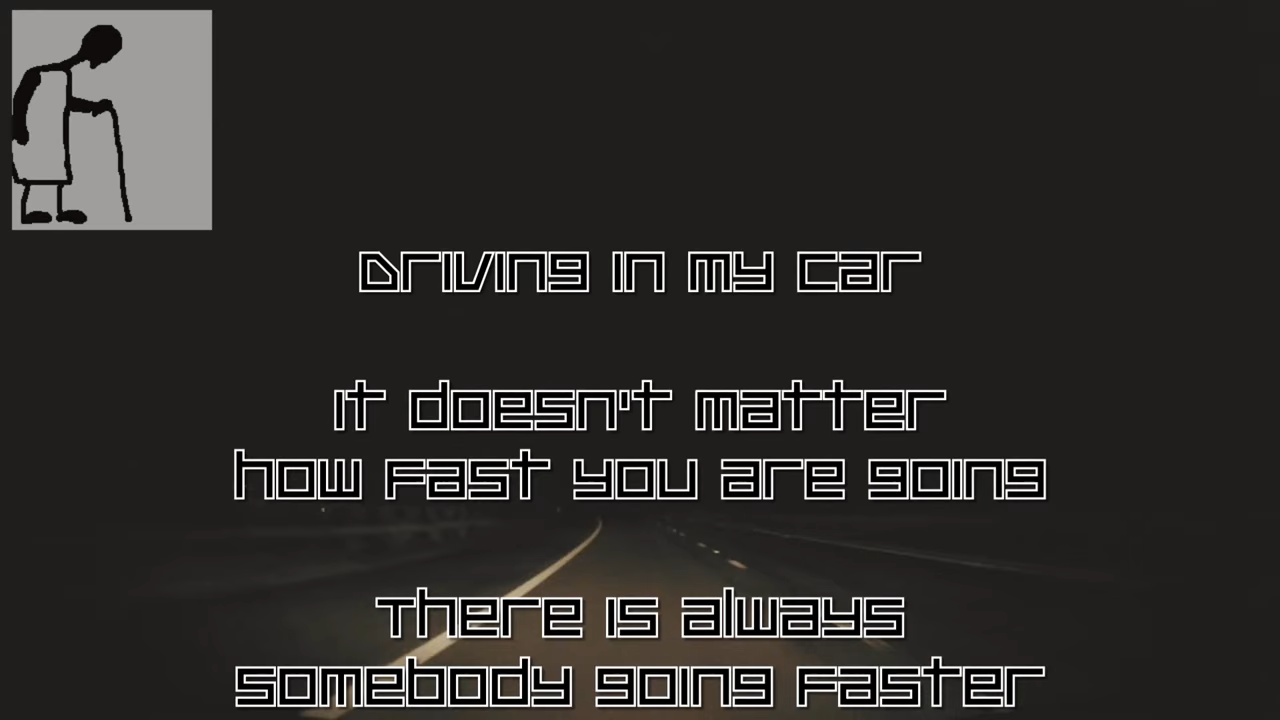 Driving in my car
It doesn't matter
how fast you are going
There is always
somebody going faster